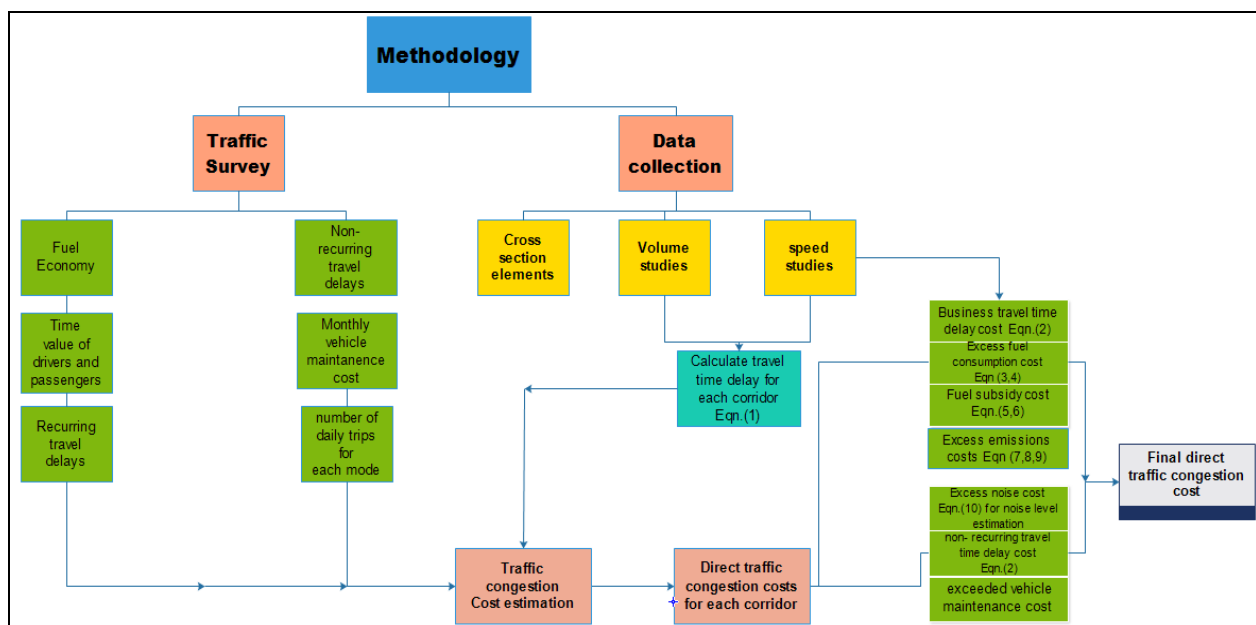 Methodology
Traffic
Survey
Data
collection
Fuel
Economy
Non-
recurring
travel
delays
Cross
section
elements
Volume
studies
speed
studies
Time
value of
drivers and
passengers
Monthly
vehicle
maintanence
cost
Calculate travel
time delay for
each corridor
Eqn.(1)
Recurring
travel
delays
number of
daily trips
for
each mode
Business travel time
delay cost Eqn.(2)
Excess fuel
consumption cost
Eqn (3,4)
Fuel subsidy cost
Eqn.(5,6)
Excess emissions
costs Eqn (7,8,9)
Excess noise cost
Eqn.(10) for noise level
estimation
non- recurring travel
time delay cost
Eqn.(2)
exceeded vehicle
maintenance cost
Final direct
traffic congestion
cost
Traffic
congestion
Cost estimation
Direct traffic
congestion costs
for each corridor